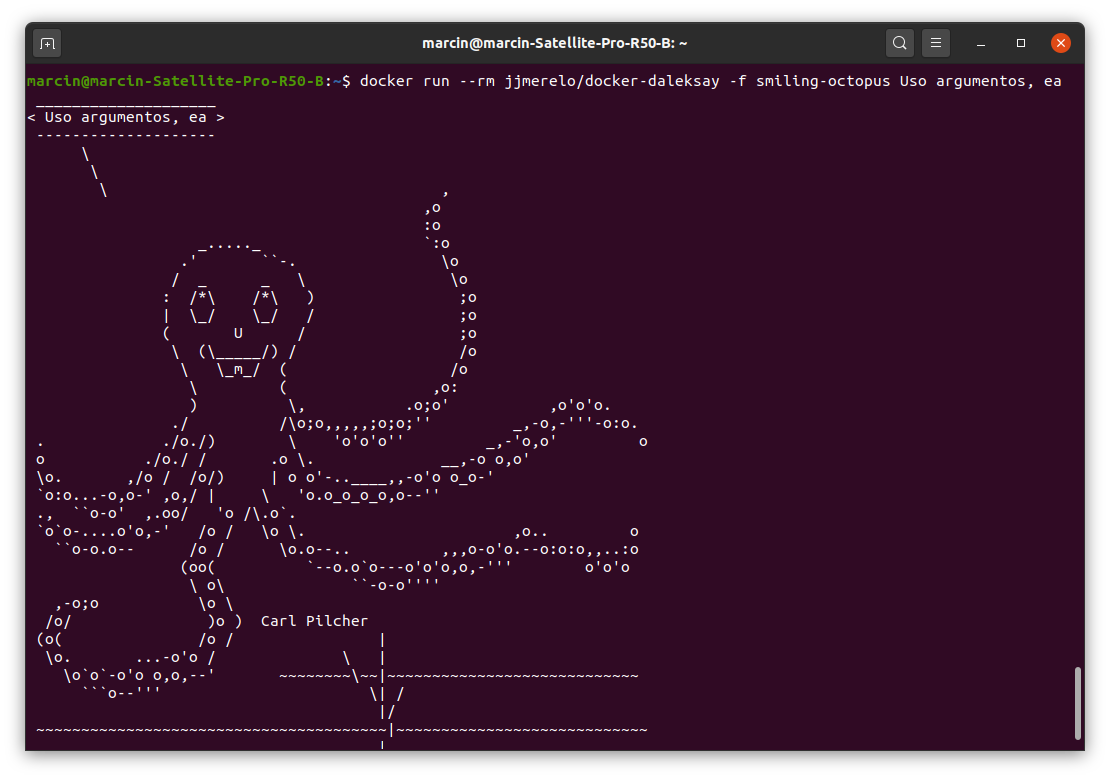 marcin@marcin-Satellite-Pro-R50-B: ~
marcin@marcin-Satellite-Pro-R50-B:~$ docker run --rm jjmerelo/docker-daleksay -f smiling-octopus Uso argumentos, ea
< Uso argumentos, ea >
Carl Pilcher